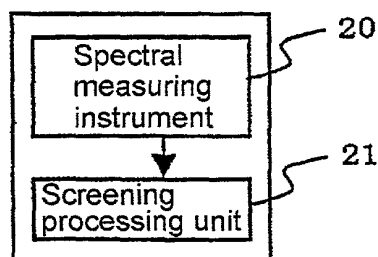 Spectral
measuring
instrument
20
Screening
processing unit
21